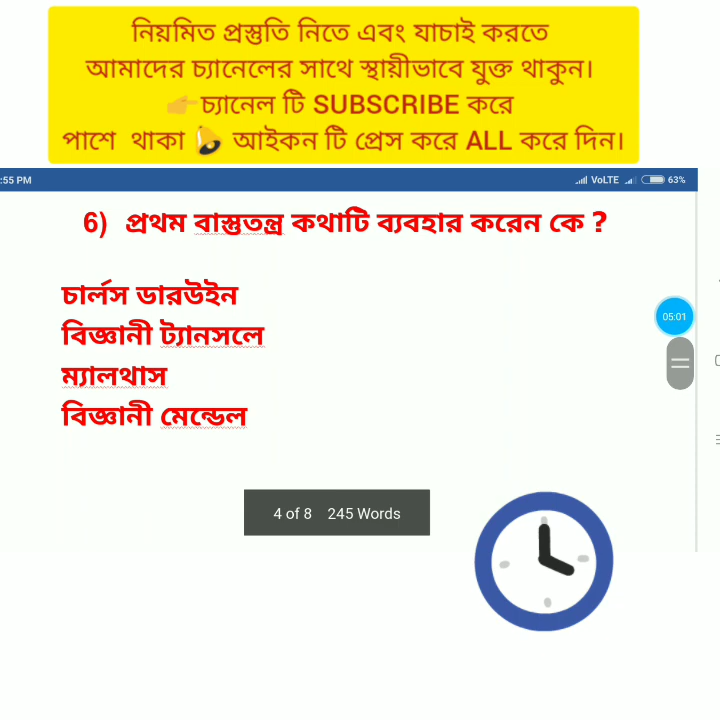 নিয়মিত প্রস্তুতি নিতে এবং যাচাই করতে
আমাদের চ্যানেলের সাথে স্থায়ীভাবে যুক্ত থাকুন।
👉চ্যানেল টি SUBSCRIBE করে
পাশে থাকা 🔔 আইকন টি প্রেস করে ALL করে দিন।
:55 PM VoLTE 63%
6) প্রথম বাস্তুতন্ত্র কথাটি ব্যবহার করেন কে ?
চার্লস ডারউইন
বিজ্ঞানী ট্যানসলে
ম্যালথাস
বিজ্ঞানী মেন্ডেল
05:01
4 of 8 245 Words